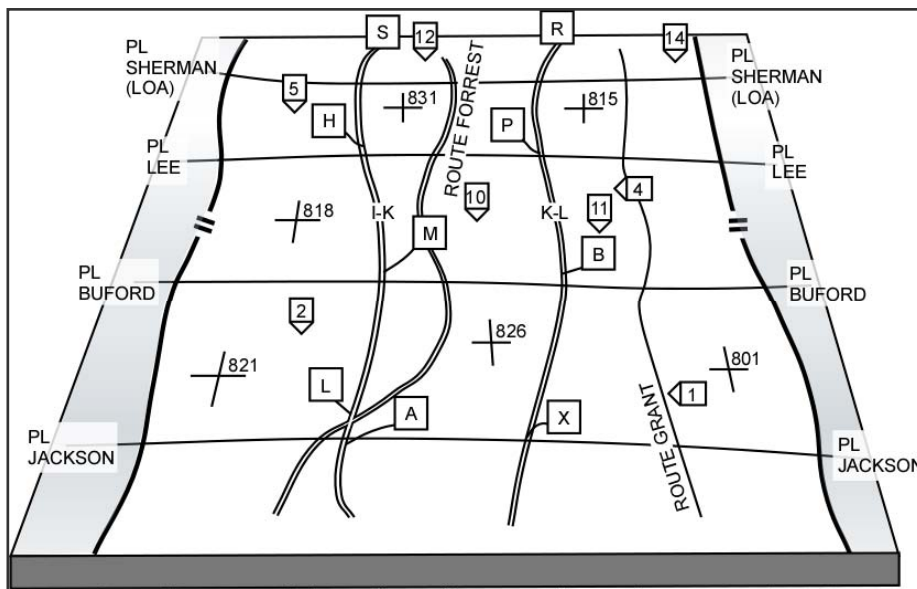 S
12
R
14
PL
SHERMAN
(LOA)
PL
SHERMAN
(LOA)
5
831
815
H
P
ROUTE FORREST
PL
LEE
PL
LEE
4
10
818
I-K
K-L
11
M
B
PL
BUFORD
PL
BUFORD
2
826
821
801
L
A
X
1
PL
JACKSON
ROUTE GRANT
PL
JACKSON